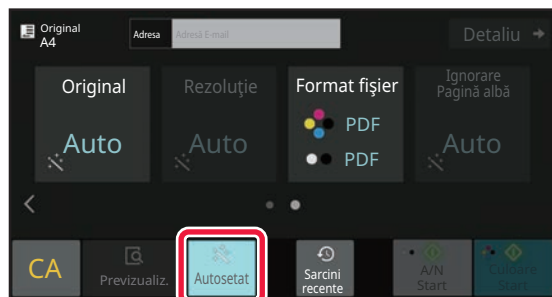 Original
A4
Adresa
Adresă E-mail
Detaliu
Original
Auto
Rezoluţie
Auto
Format fişier
PDF
PDF
Ignorare
Pagină albă
Auto
CA
Previzualiz.
Autosetat
Sarcini
recente
A/N
Start
Culoare
Start